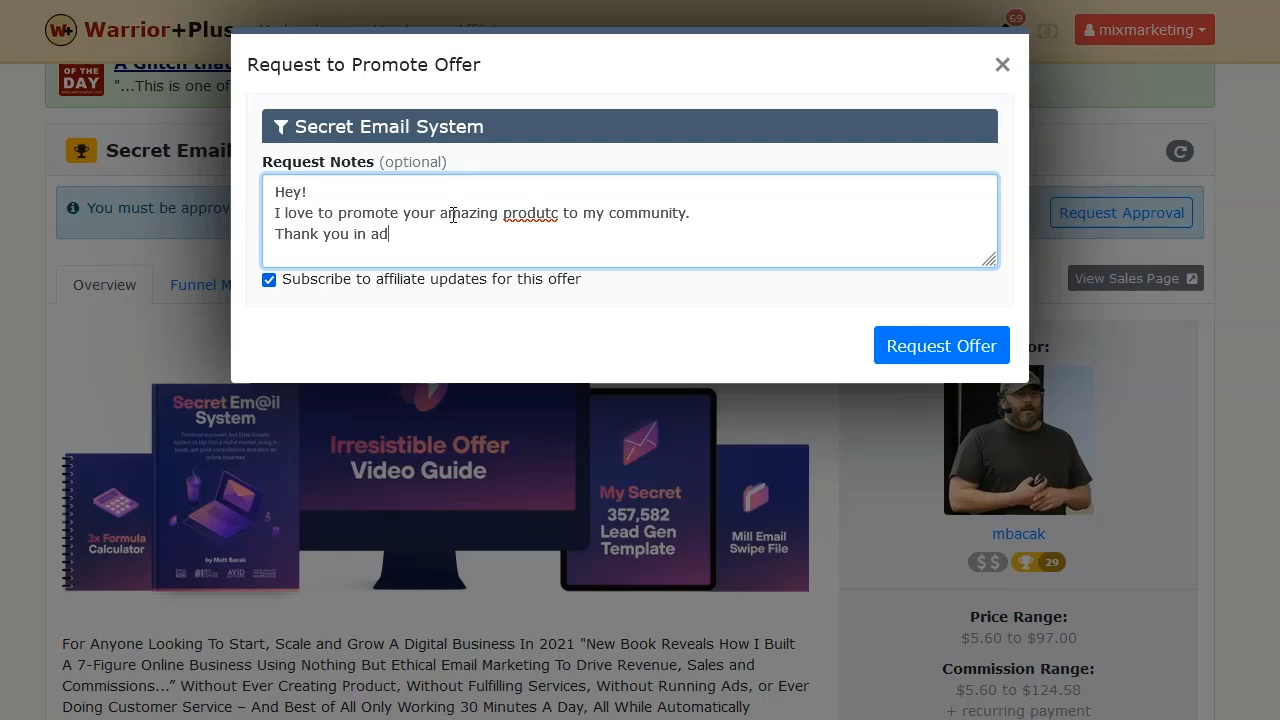 Warrior+Plus
69
mixmarketing
OF THE
DAY
A Glitch that
"...This is one of
Request to Promote Offer
×
Secret Email System
Request Notes (optional)
Hey!
I love to promote your amazing produtc to my community.
Thank you in ad
Subscribe to affiliate updates for this offer
Request Offer
Secret Email
You must be approv
Request Approval
Overview
Funnel M
View Sales Page
or:
Secret Em@il
System
by Matt Bacak
AVID
3x Formula
Calculator
Irresistible Offer
Video Guide
My Secret
357,582
Lead Gen
Template
Mill Email
Swipe File
mbacak
$$
29
Price Range:
$5.60 to $97.00
Commission Range:
$5.60 to $124.58
+ recurring payment
For Anyone Looking To Start, Scale and Grow A Digital Business In 2021 "New Book Reveals How I Built
A 7-Figure Online Business Using Nothing But Ethical Email Marketing To Drive Revenue, Sales and
Commissions..." Without Ever Creating Product, Without Fulfilling Services, Without Running Ads, or Ever
Doing Customer Service – And Best of All Only Working 30 Minutes A Day, All While Automatically